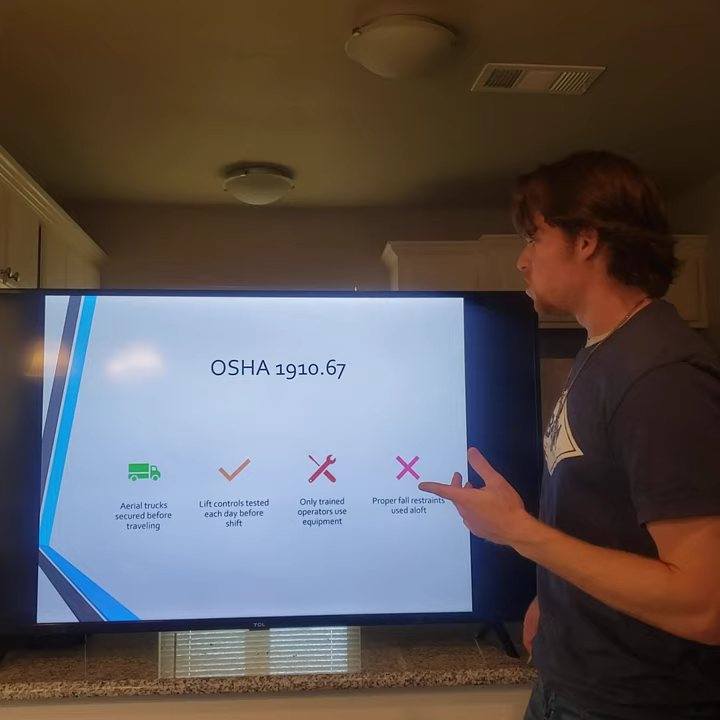 OSHA 1910.67
Aerial trucks
secured before
traveling
Lift controls tested
each day before
shift
Only trained
operators use
equipment
Proper fall restraints
used aloft
TCL